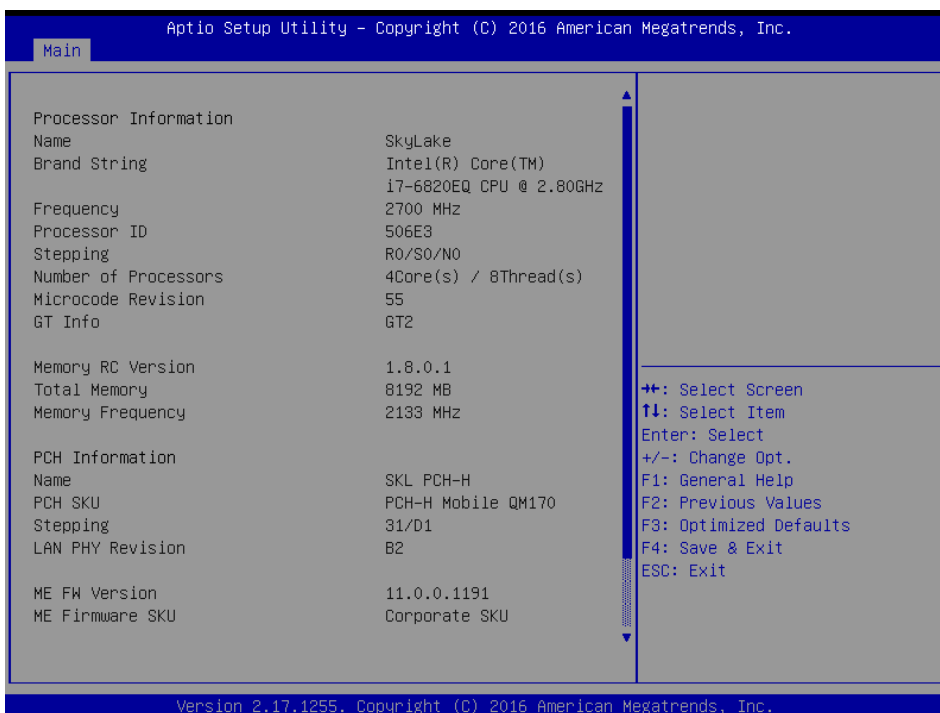 Aptio Setup Utility – Copyright (C) 2016 American Megatrends, Inc.
Main
Processor Information
Name SkyLake
Brand String Intel(R) Core(TM)
i7-6820EQ CPU @ 2.80GHz
Frequency 2700 MHz
Processor ID 506E3
Stepping R0/S0/N0
Number of Processors 4Core(s) / 8Thread(s)
Microcode Revision 55
GT Info GT2
Memory RC Version 1.8.0.1
Total Memory 8192 MB
Memory Frequency 2133 MHz
PCH Information
Name SKL PCH-H
PCH SKU PCH-H Mobile QM170
Stepping 31/D1
LAN PHY Revision B2
ME FW Version 11.0.0.1191
ME Firmware SKU Corporate SKU
→←: Select Screen
↑↓: Select Item
Enter: Select
+/-: Change Opt.
F1: General Help
F2: Previous Values
F3: Optimized Defaults
F4: Save & Exit
ESC: Exit
Version 2.17.1255. Copyright (C) 2016 American Megatrends, Inc.